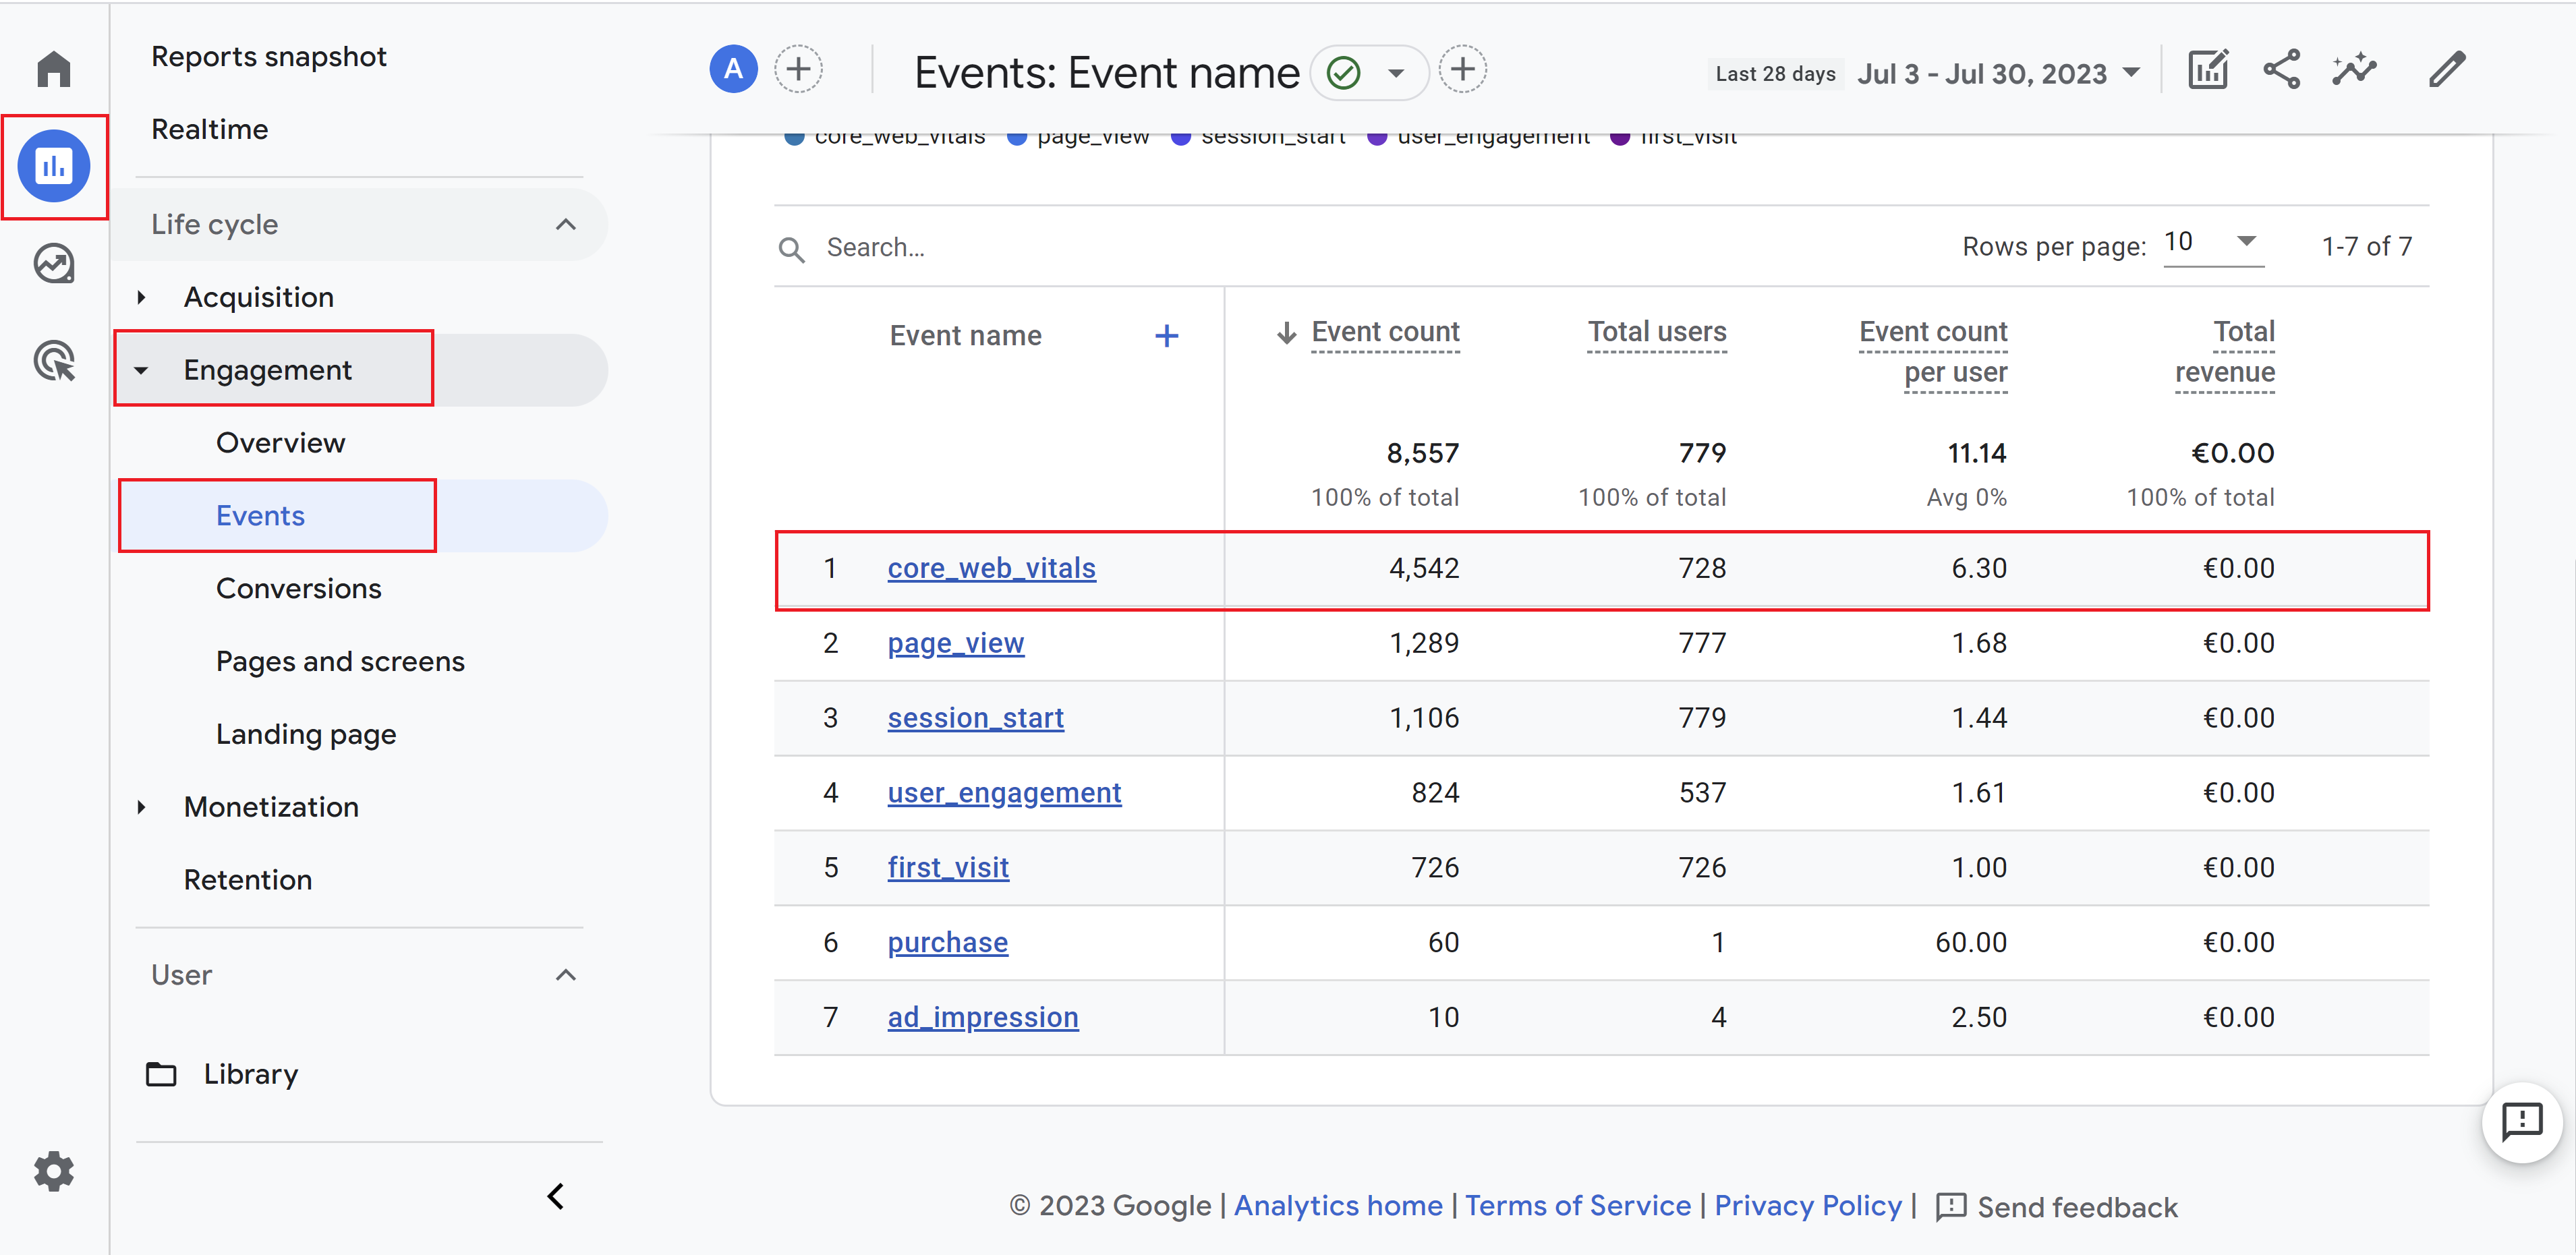 Reports snapshot
Realtime
Life cycle
Acquisition
Engagement
Overview
Events
Conversions
Pages and screens
Landing page
Monetization
Retention
User
Library
A
Events: Event name
Last 28 days Jul 3 - Jul 30, 2023
core_web_vitals page_view session_start user_engagement first_visit
Search...
Rows per page: 10 1-7 of 7
Event name Event count Total users Event count per user Total revenue
8,557 779 11.14 €0.00
100% of total 100% of total Avg 0% 100% of total
1 core_web_vitals 4,542 728 6.30 €0.00
2 page_view 1,289 777 1.68 €0.00
3 session_start 1,106 779 1.44 €0.00
4 user_engagement 824 537 1.61 €0.00
5 first_visit 726 726 1.00 €0.00
6 purchase 60 1 60.00 €0.00
7 ad_impression 10 4 2.50 €0.00
© 2023 Google | Analytics home | Terms of Service | Privacy Policy | Send feedback